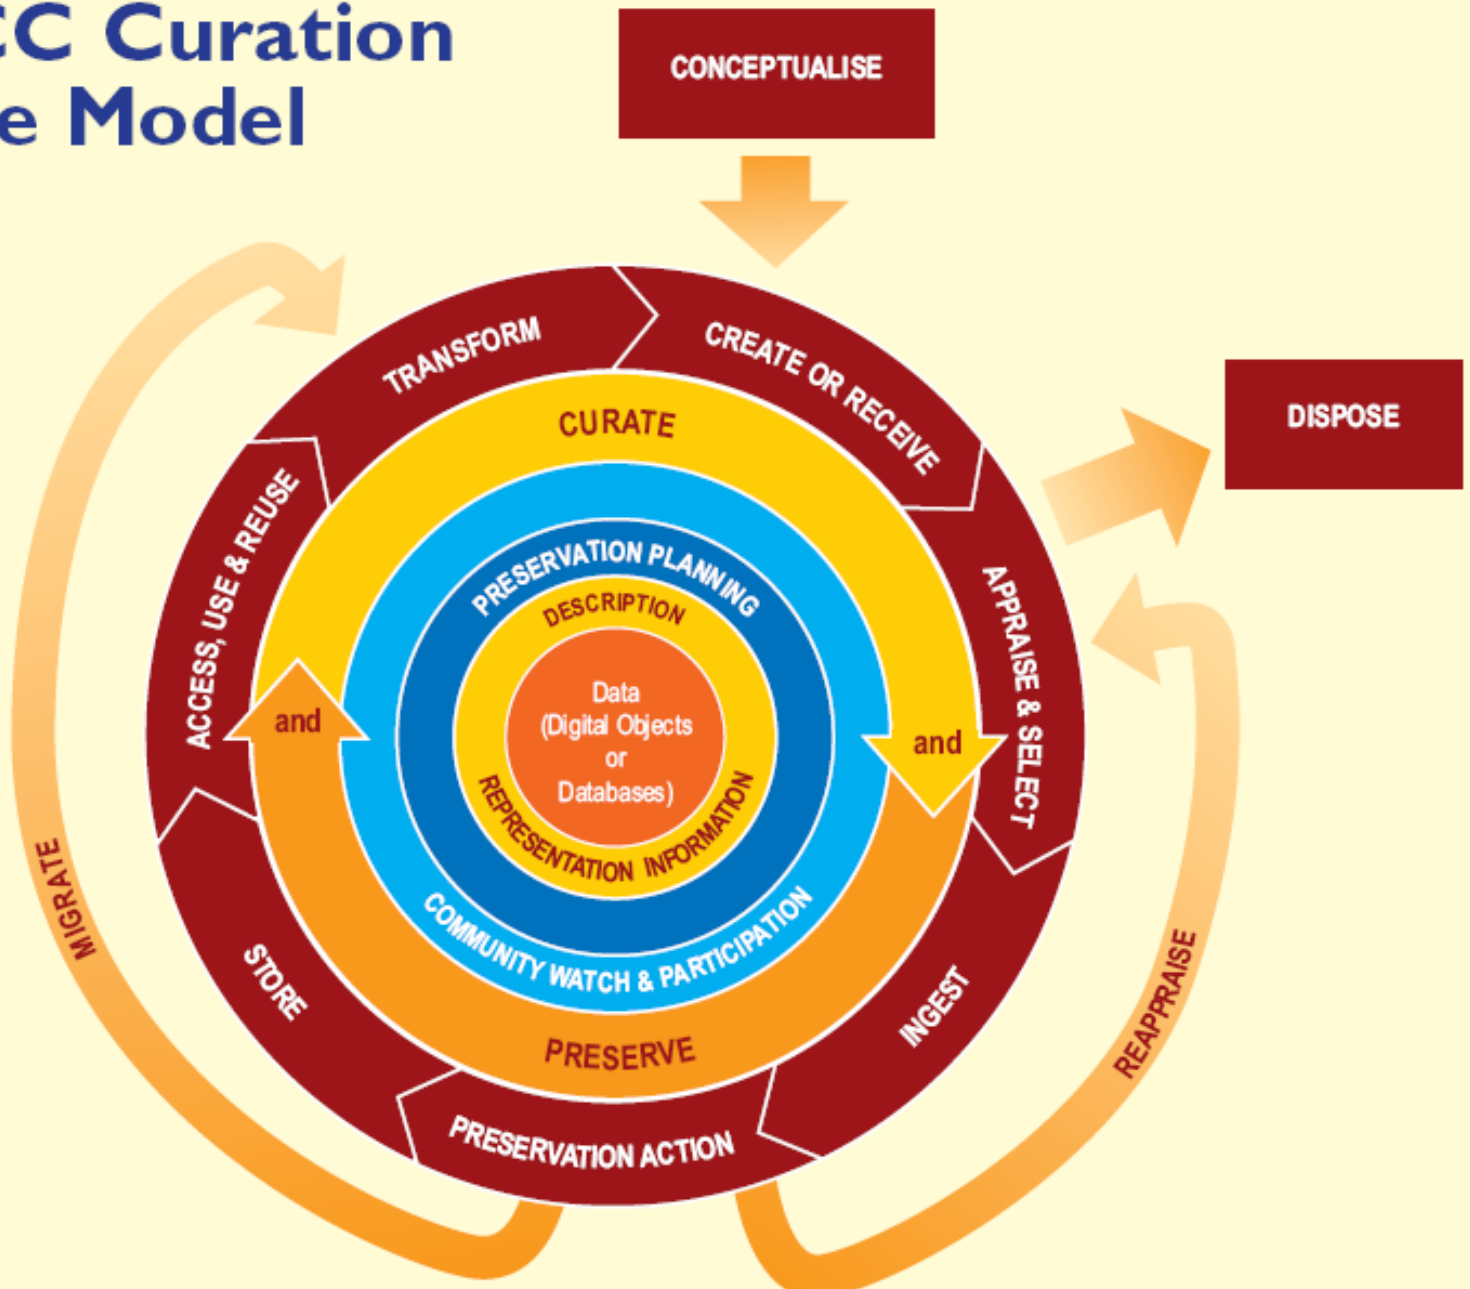 CC Curation
e Model
CONCEPTUALISE
DISPOSE
TRANSFORM
CREATE OR RECEIVE
APPRAISE & SELECT
INGEST
PRESERVATION ACTION
STORE
ACCESS, USE & REUSE
CURATE
and
PRESERVE
and
COMMUNITY WATCH & PARTICIPATION
PRESERVATION PLANNING
DESCRIPTION
REPRESENTATION INFORMATION
Data
(Digital Objects
or
Databases)
MIGRATE
REAPPRAISE